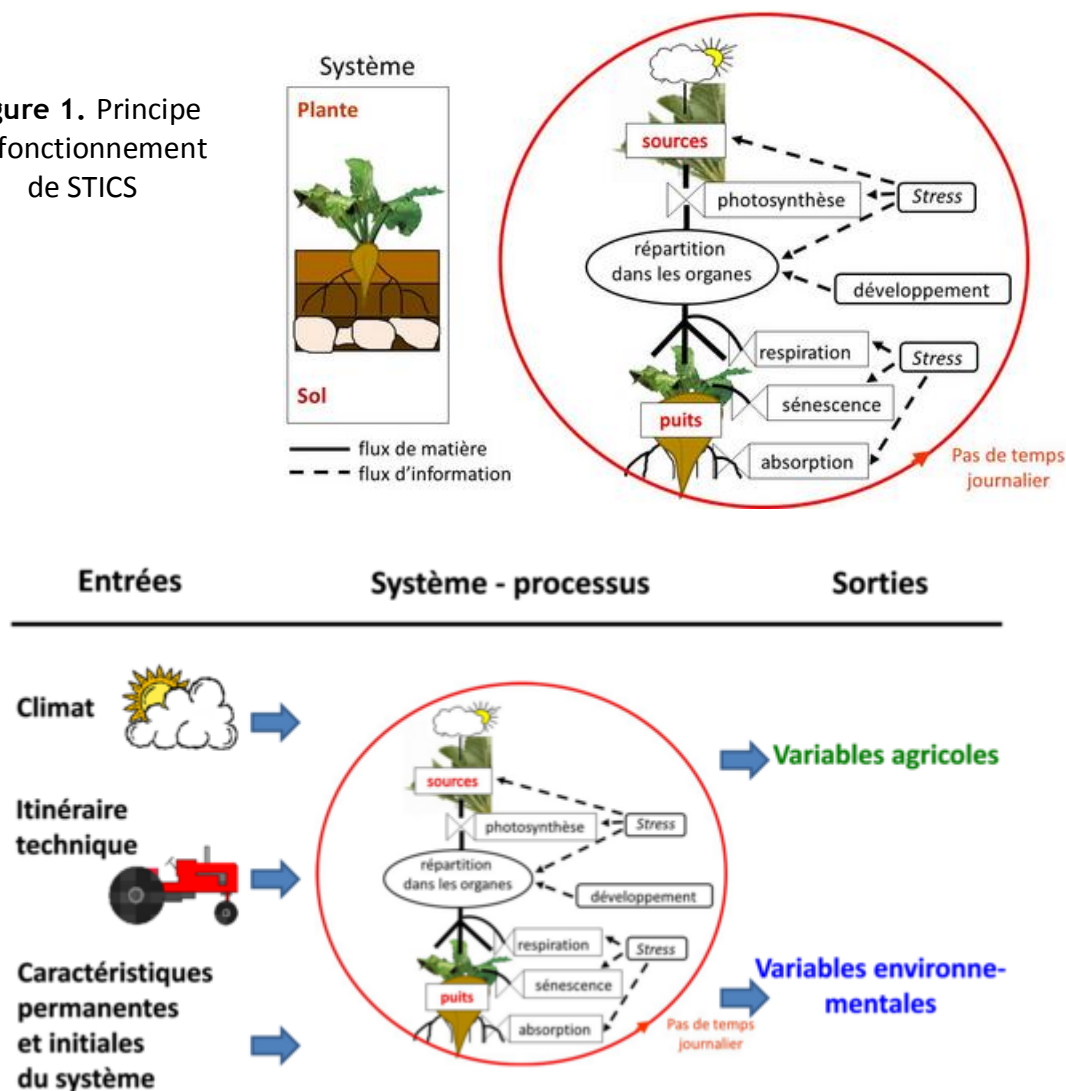 gure 1. Principe
fonctionnement
de STICS
Système
Plante
Sol
flux de matière
flux d'information
sources
photosynthèse
Stress
répartition
dans les organes
développement
respiration
Stress
sénescence
puits
absorption
Pas de temps
journalier
Entrées
Système - processus
Sorties
Climat
Itinéraire
technique
Caractéristiques
permanentes
et initiales
du système
sources
photosynthèse
Stress
répartition
dans les organes
développement
respiration
Stress
sénescence
puits
absorption
Pas de temps
journalier
Variables agricoles
Variables environne-
mentales